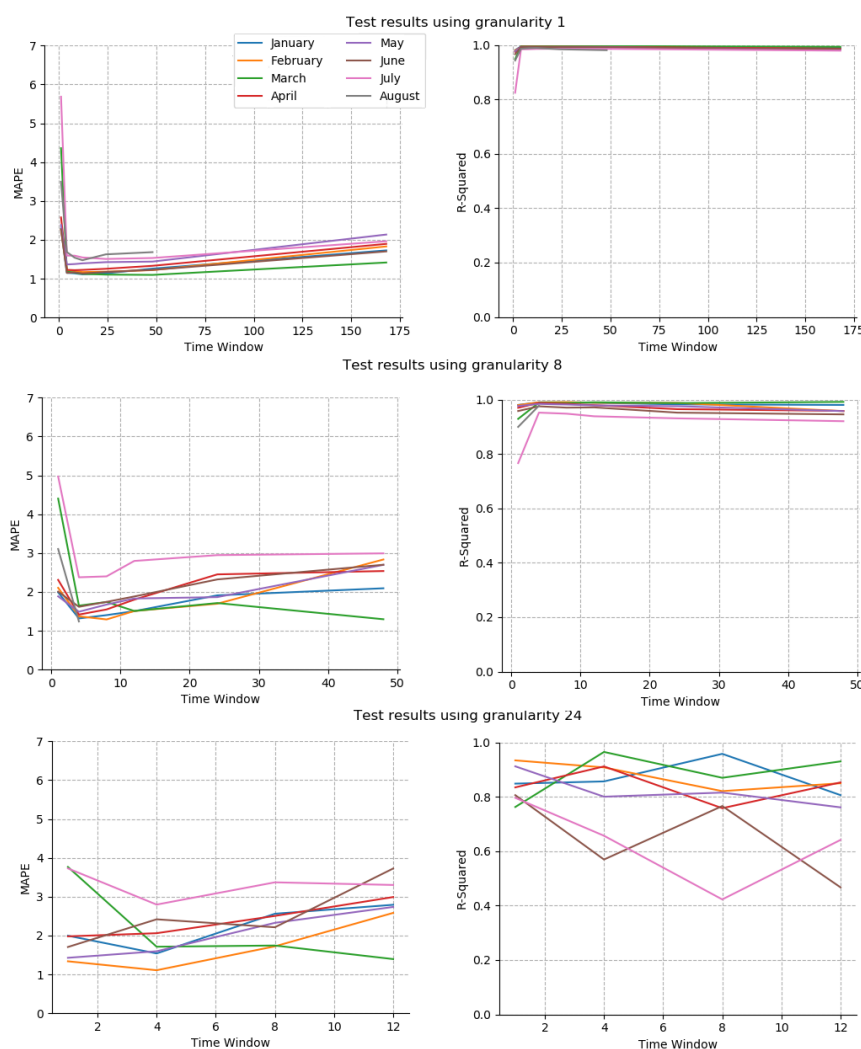 Test results using granularity 1
7
6
5
4
3
2
1
0
MAPE
0 25 50 75 100 125 150 175
Time Window
January
February
March
April
May
June
July
August
1.0
0.8
0.6
0.4
0.2
0.0
R-Squared
0 25 50 75 100 125 150 175
Time Window
Test results using granularity 8
7
6
5
4
3
2
1
0
MAPE
0 10 20 30 40 50
Time Window
1.0
0.8
0.6
0.4
0.2
0.0
R-Squared
0 10 20 30 40 50
Time Window
Test results using granularity 24
7
6
5
4
3
2
1
0
MAPE
2 4 6 8 10 12
Time Window
1.0
0.8
0.6
0.4
0.2
0.0
R-Squared
2 4 6 8 10 12
Time Window